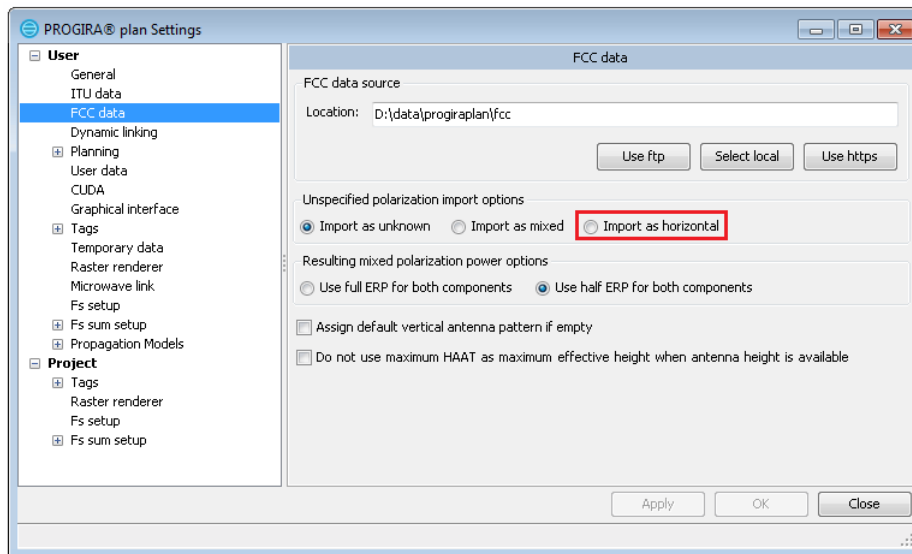 PROGIRA® plan Settings
User
General
ITU data
FCC data
Dynamic linking
Planning
User data
CUDA
Graphical interface
Tags
Temporary data
Raster renderer
Microwave link
Fs setup
Fs sum setup
Propagation Models
Project
Tags
Raster renderer
Fs setup
Fs sum setup
FCC data
FCC data source
Location: D:\data\progiraplan\fcc
Use ftp Select local Use https
Unspecified polarization import options
Import as unknown Import as mixed Import as horizontal
Resulting mixed polarization power options
Use full ERP for both components Use half ERP for both components
Assign default vertical antenna pattern if empty
Do not use maximum HAAT as maximum effective height when antenna height is available
Apply OK Close